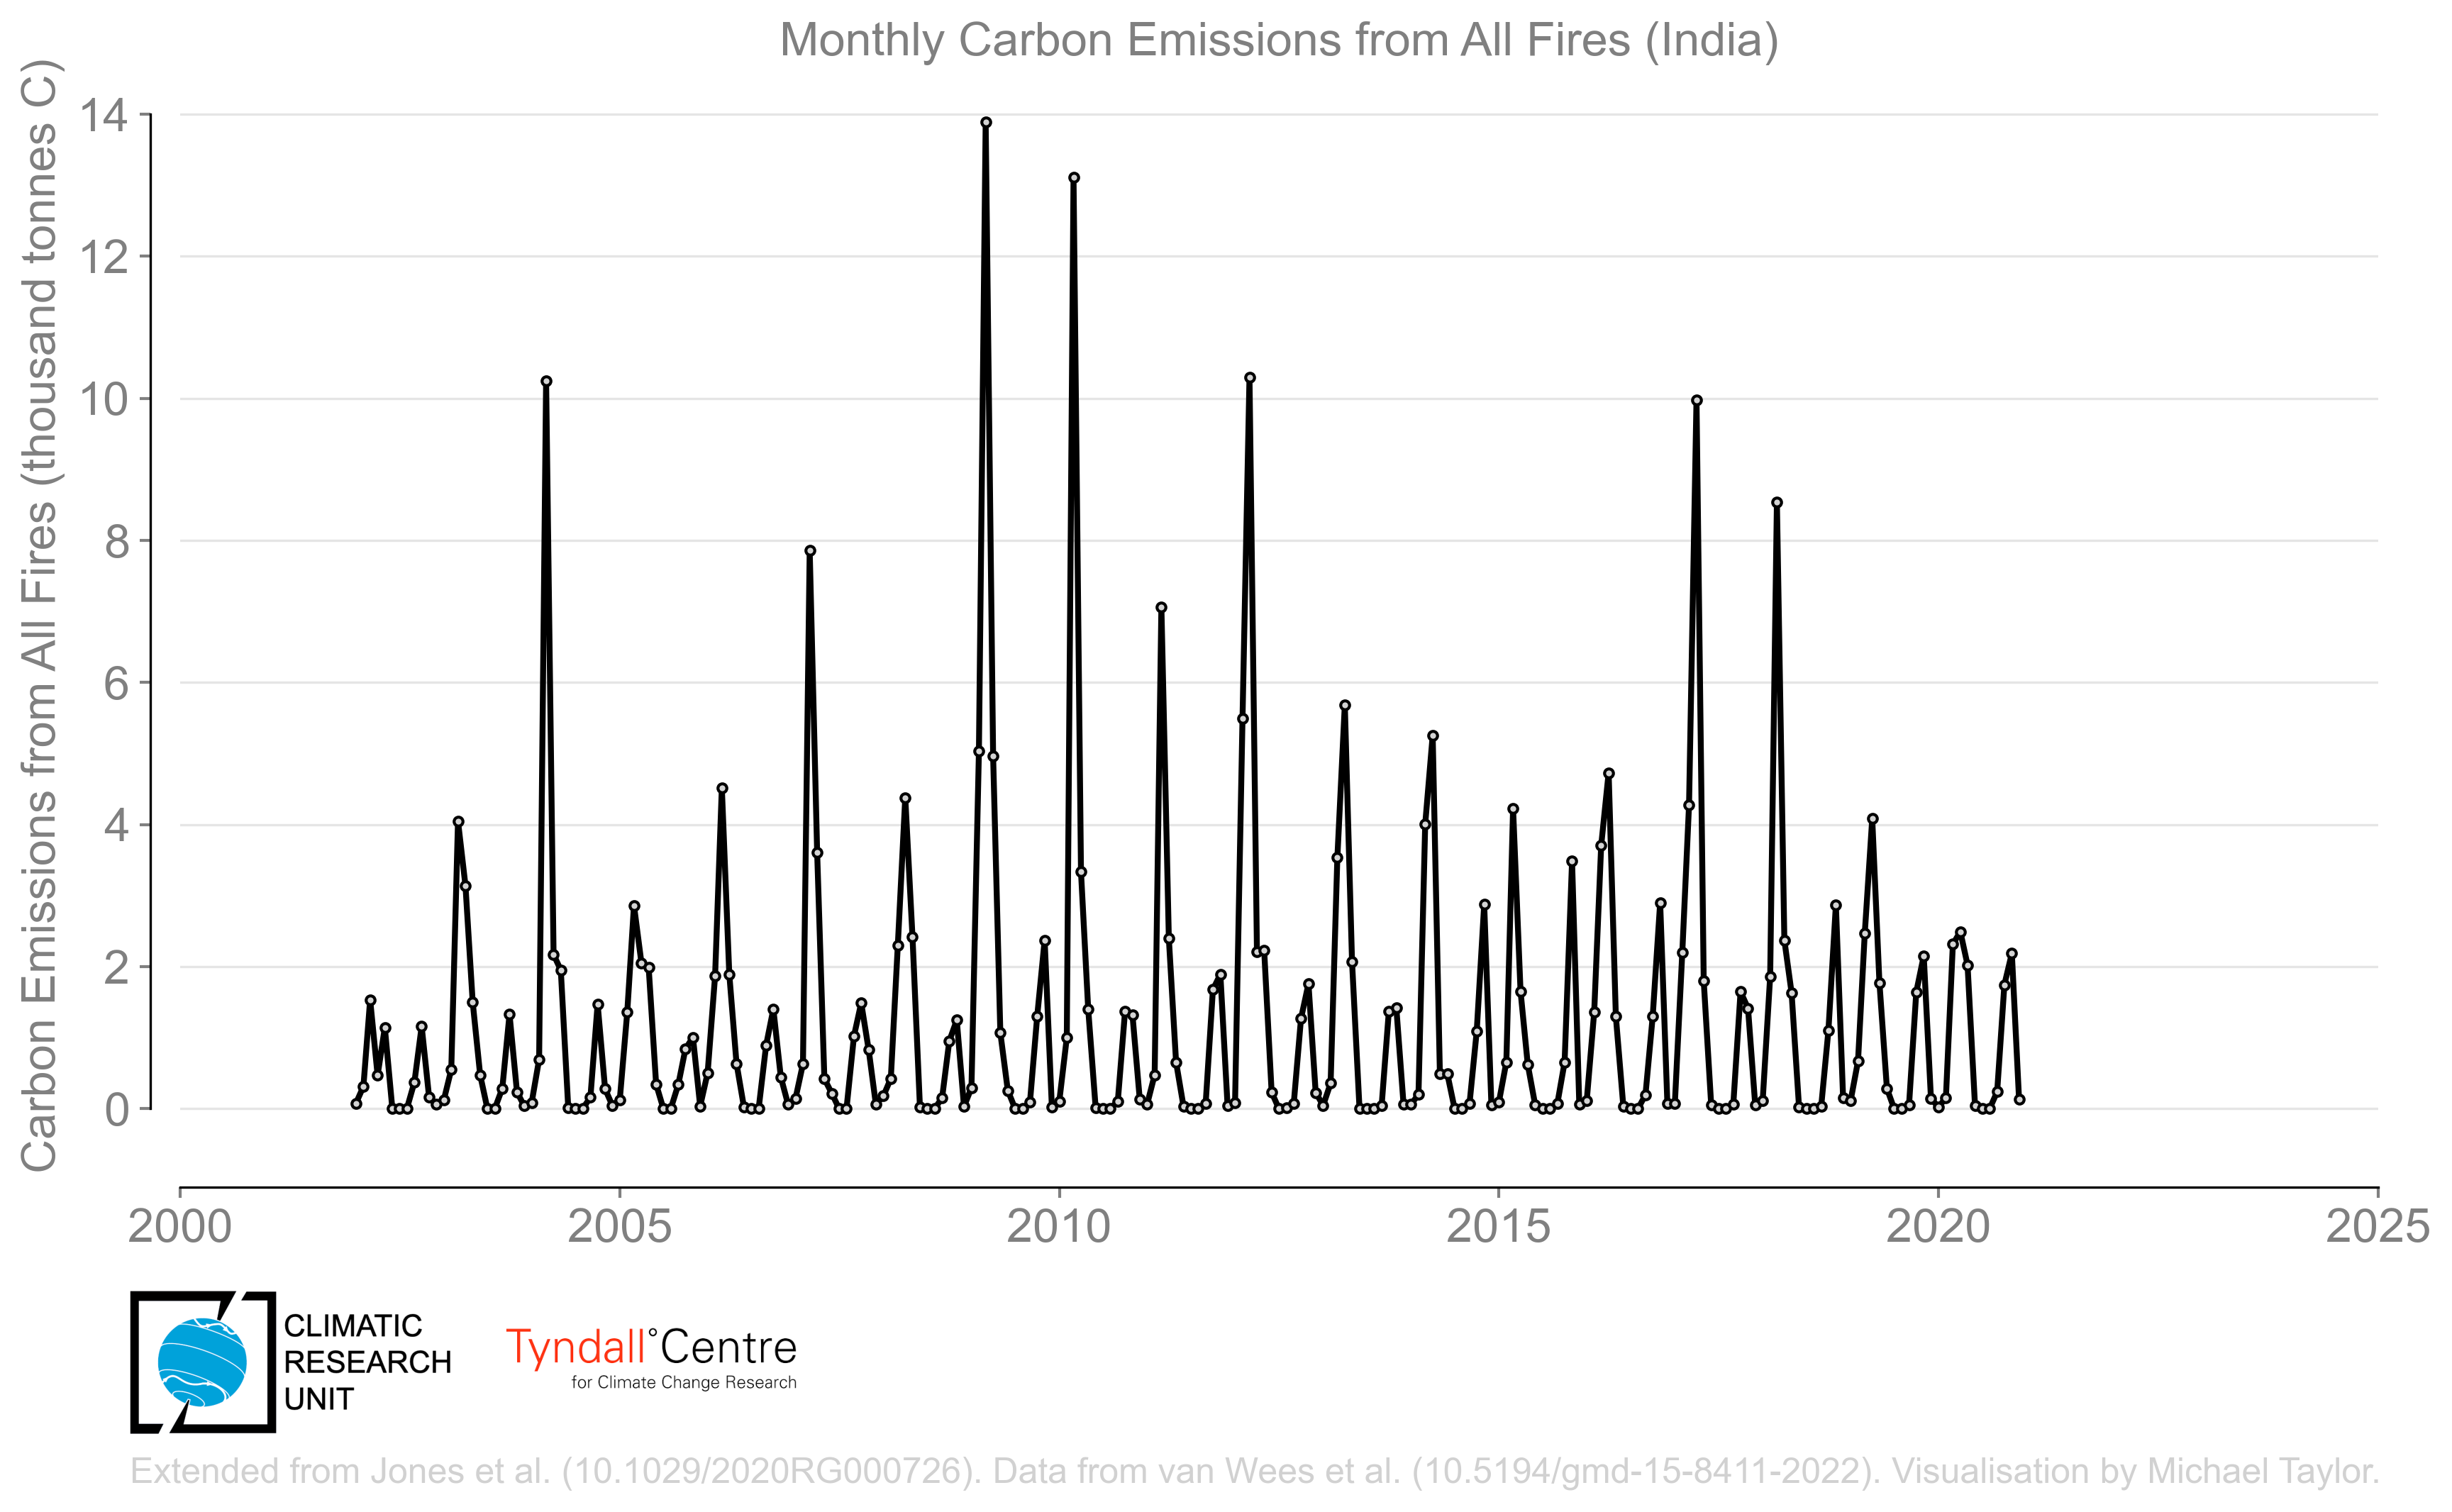 Monthly Carbon Emissions from All Fires (India)
Carbon Emissions from All Fires (thousand tonnes C)
14
12
10
8
6
4
2
0
2000 2005 2010 2015 2020 2025
CLIMATIC
RESEARCH
UNIT
Tyndall°Centre
for Climate Change Research
Extended from Jones et al. (10.1029/2020RG000726). Data from van Wees et al. (10.5194/gmd-15-8411-2022). Visualisation by Michael Taylor.